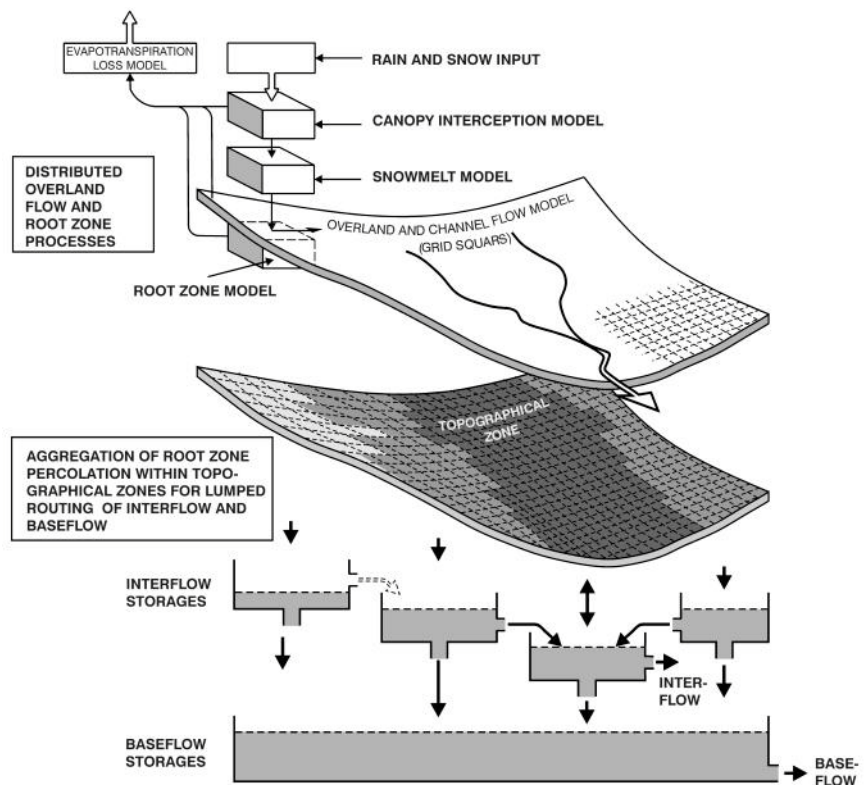 EVAPOTRANSPIRATION
LOSS MODEL
RAIN AND SNOW INPUT
CANOPY INTERCEPTION MODEL
SNOWMELT MODEL
DISTRIBUTED
OVERLAND
FLOW AND
ROOT ZONE
PROCESSES
OVERLAND AND CHANNEL FLOW MODEL
(GRID SQUARS)
ROOT ZONE MODEL
TOPOGRAPHICAL
ZONE
AGGREGATION OF ROOT ZONE
PERCOLATION WITHIN TOPO-
GRAPHICAL ZONES FOR LUMPED
ROUTING OF INTERFLOW AND
BASEFLOW
INTERFLOW
STORAGES
INTER-
FLOW
BASEFLOW
STORAGES
BASE-
FLOW